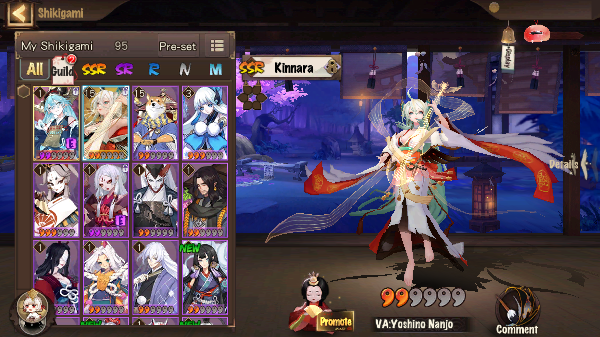 Shikigami
My Shikigami 95 Pre-set
All Guild SSR SR R N M
SSR Kinnara
Details
NEW
Promote
VA:Yoshino Nanjo
Comment